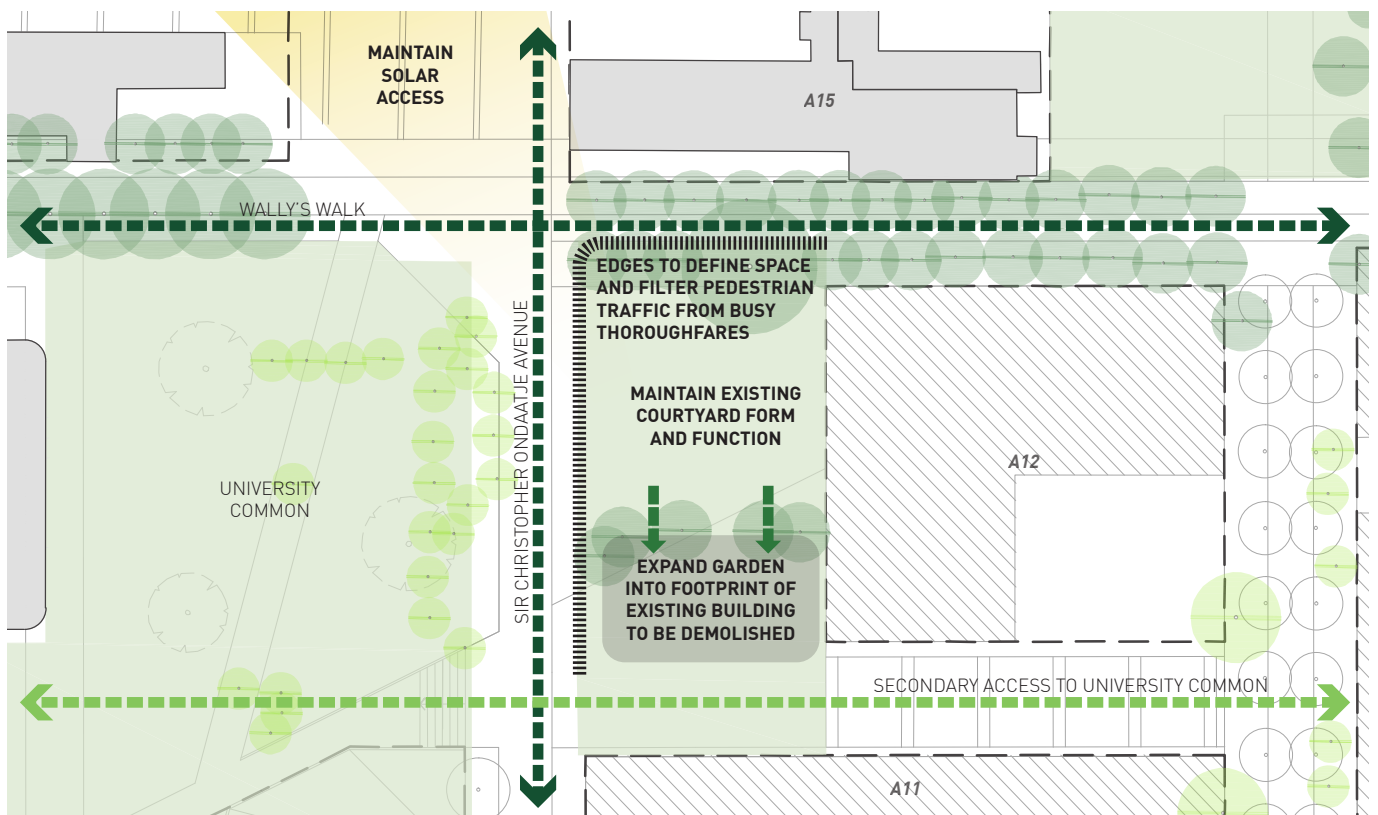 MAINTAIN
SOLAR
ACCESS
A15
WALLY'S WALK
EDGES TO DEFINE SPACE
AND FILTER PEDESTRIAN
TRAFFIC FROM BUSY
THOROUGHFARES
SIR CHRISTOPHER ONDAATJE AVENUE
MAINTAIN EXISTING
COURTYARD FORM
AND FUNCTION
A12
UNIVERSITY
COMMON
EXPAND GARDEN
INTO FOOTPRINT OF
EXISTING BUILDING
TO BE DEMOLISHED
SECONDARY ACCESS TO UNIVERSITY COMMON
A11